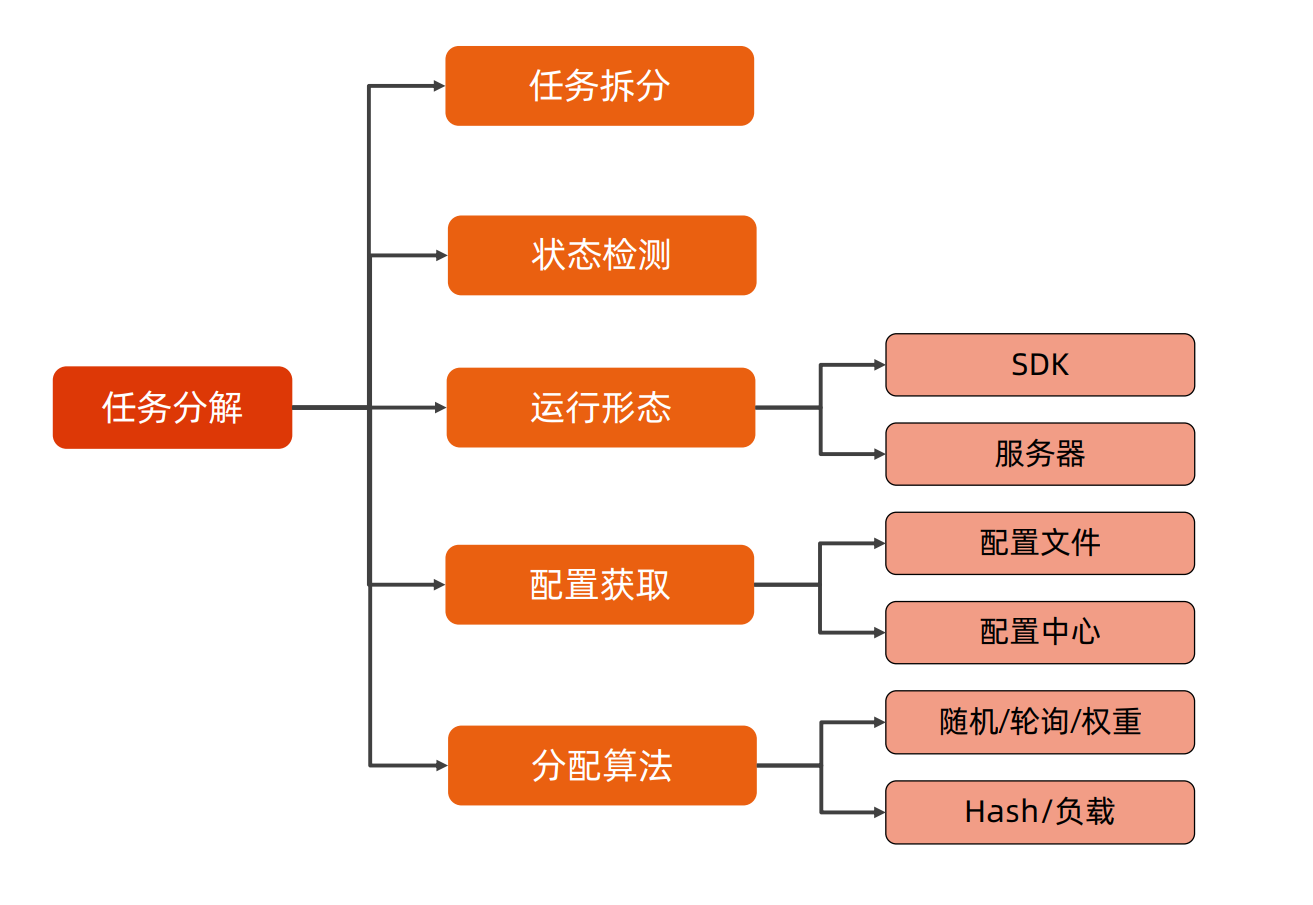 任务拆分
状态检测
任务分解
运行形态
SDK
服务器
配置获取
配置文件
配置中心
分配算法
随机/轮询/权重
Hash/负载